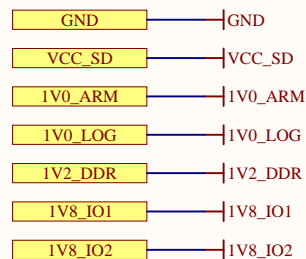 GND GND
VCC_SD VCC_SD
1V0_ARM 1V0_ARM
1V0_LOG 1V0_LOG
1V2_DDR 1V2_DDR
1V8_IO1 1V8_IO1
1V8_IO2 1V8_IO2